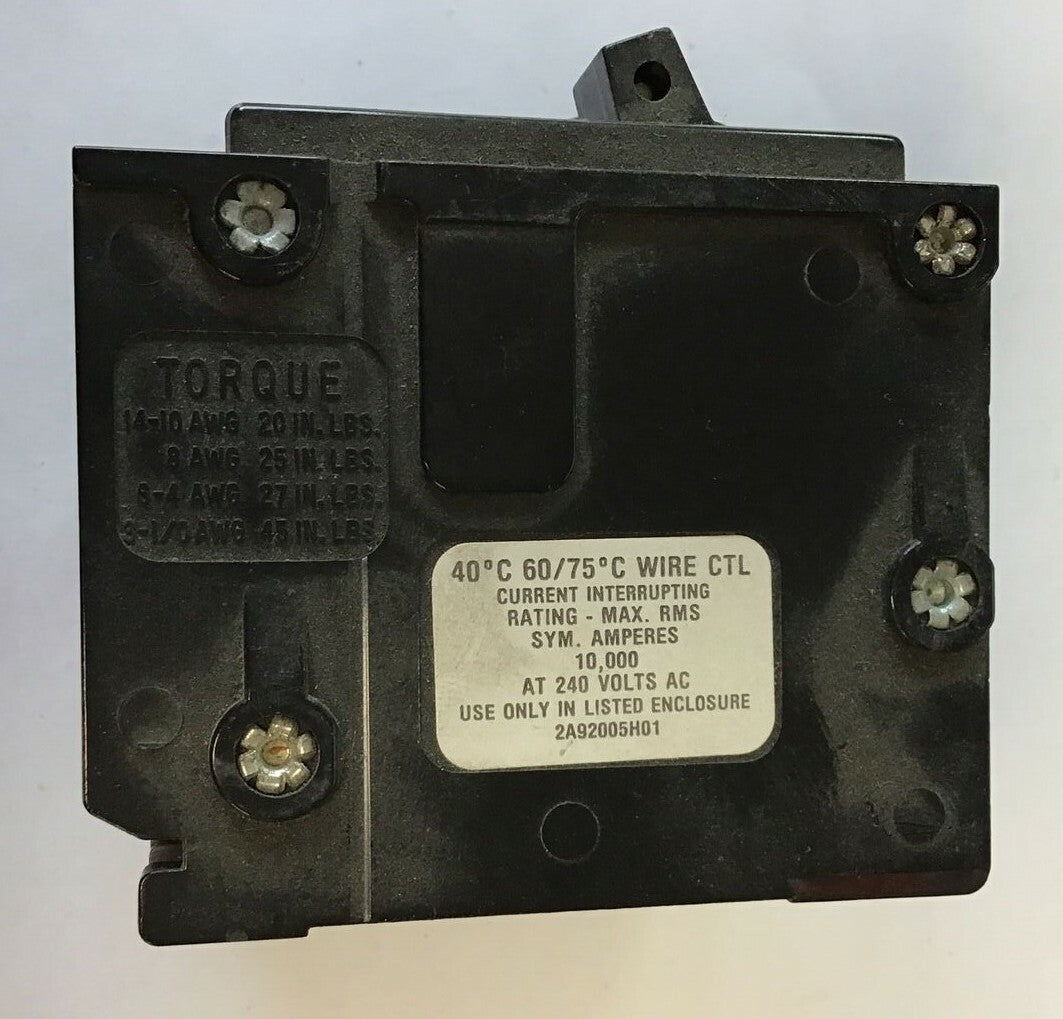 TORQUE
14-10 AWG 20 IN. LBS.
8 AWG 25 IN. LBS.
6-4 AWG 27 IN. LBS.
3-1/0 AWG 45 IN. LBS.
40°C 60/75°C WIRE CTL
CURRENT INTERRUPTING
RATING - MAX. RMS
SYM. AMPERES
10,000
AT 240 VOLTS AC
USE ONLY IN LISTED ENCLOSURE
2A92005H01